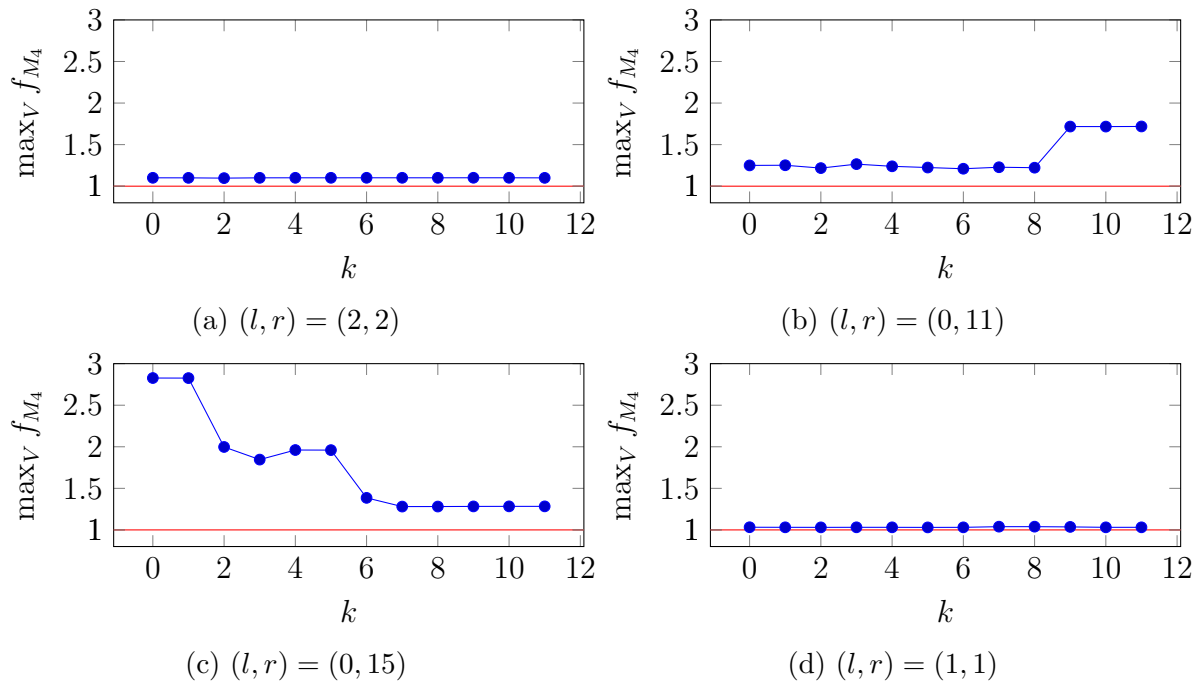 3
2.5
2
1.5
1
max_V f_{M_4}
0 2 4 6 8 10 12
k
(a) (l, r) = (2, 2)
3
2.5
2
1.5
1
max_V f_{M_4}
0 2 4 6 8 10 12
k
(b) (l, r) = (0, 11)
3
2.5
2
1.5
1
max_V f_{M_4}
0 2 4 6 8 10 12
k
(c) (l, r) = (0, 15)
3
2.5
2
1.5
1
max_V f_{M_4}
0 2 4 6 8 10 12
k
(d) (l, r) = (1, 1)